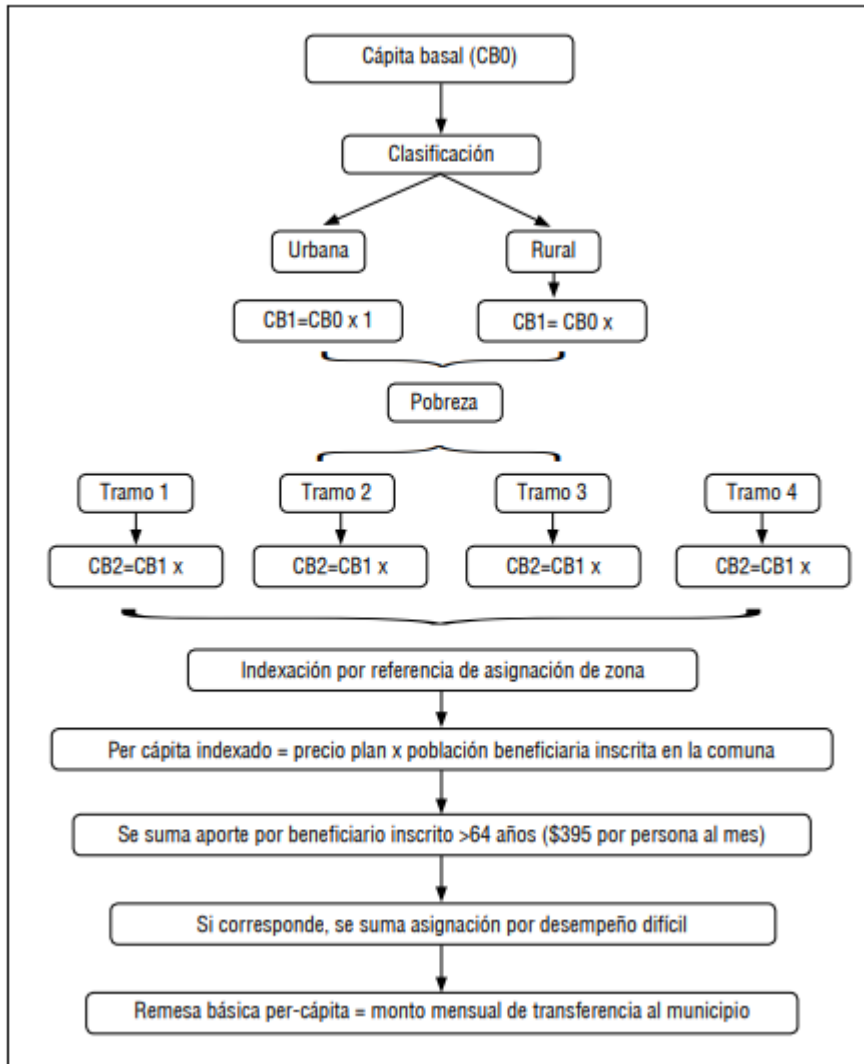 Cápita basal (CB0)
Clasificación
Urbana
Rural
CB1=CB0 x 1
CB1= CB0 x
Pobreza
Tramo 1
Tramo 2
Tramo 3
Tramo 4
CB2=CB1 x
CB2=CB1 x
CB2=CB1 x
CB2=CB1 x
Indexación por referencia de asignación de zona
Per cápita indexado = precio plan x población beneficiaria inscrita en la comuna
Se suma aporte por beneficiario inscrito >64 años ($395 por persona al mes)
Si corresponde, se suma asignación por desempeño difícil
Remesa básica per-cápita = monto mensual de transferencia al municipio